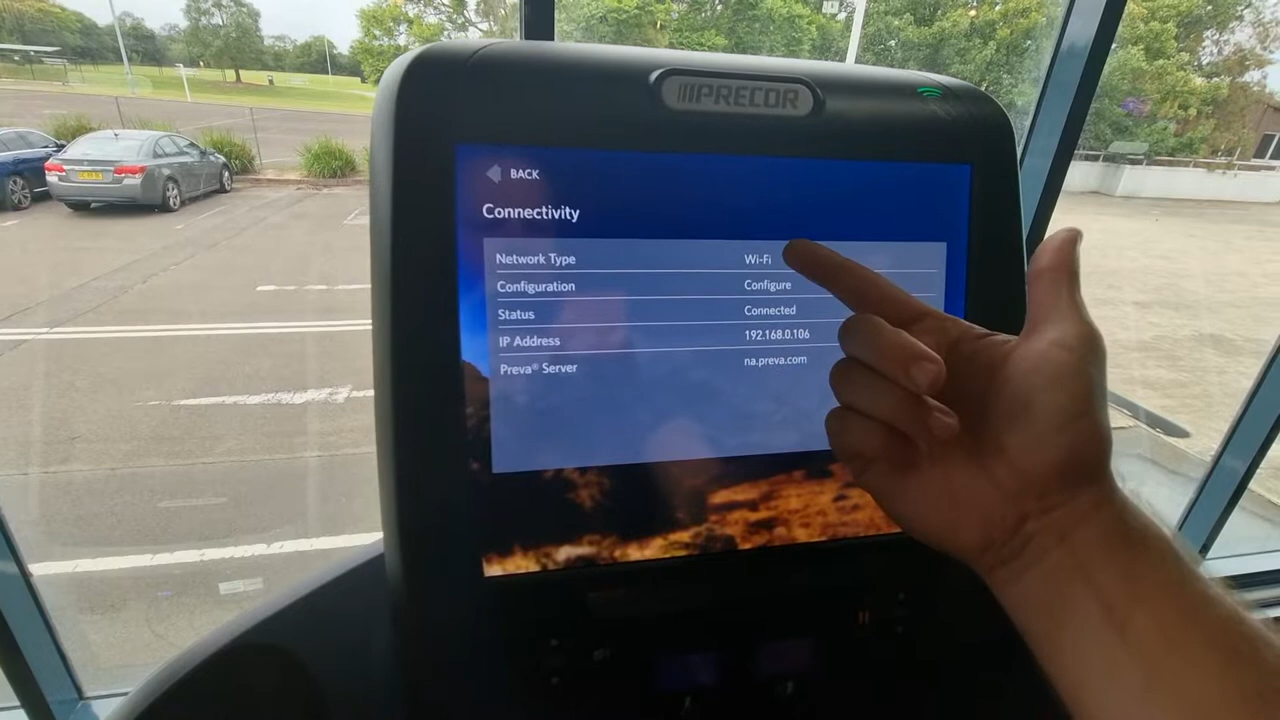 PRECOR
BACK
Connectivity
Network Type Wi-Fi
Configuration Configure
Status Connected
IP Address 192.168.0.106
Preva® Server na.preva.com